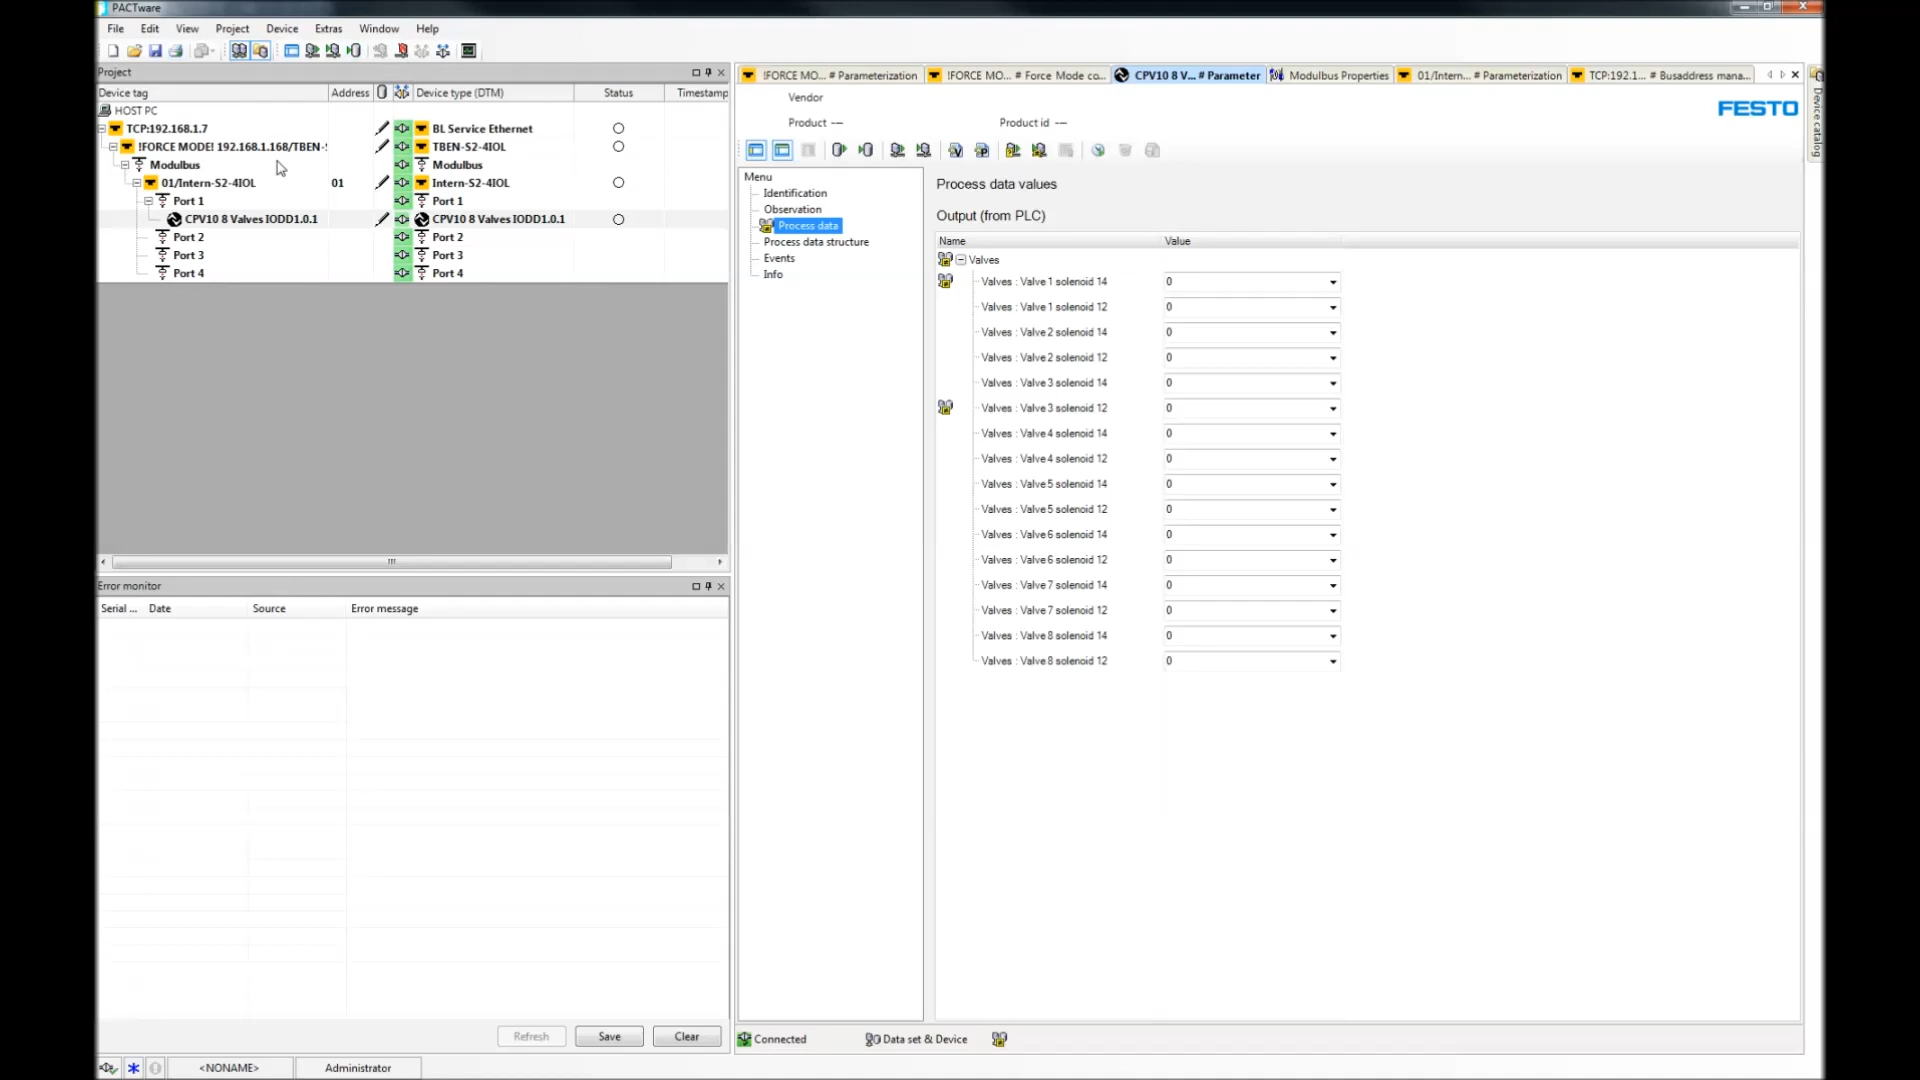 PACTware
File Edit View Project Device Extras Window Help
Project
Device tag Address Device type (DTM) Status Timestamp
HOST PC
TCP:192.168.1.7 BL Service Ethernet
!FORCE MODE! 192.168.1.168/TBEN-S TBEN-S2-4IOL
Modulbus Modulbus
01/Intern-S2-4IOL 01 Intern-S2-4IOL
Port 1 Port 1
CPV10 8 Valves IODD1.0.1 CPV10 8 Valves IODD1.0.1
Port 2 Port 2
Port 3 Port 3
Port 4 Port 4
Error monitor
Serial ... Date Source Error message
Refresh Save Clear
<NONAME> Administrator
!FORCE MO... # Parameterization !FORCE MO... # Force Mode co... CPV10 8 V... # Parameter Modulbus Properties 01/Intern... # Parameterization TCP:192.1... # Busaddress mana...
Device catalog
Vendor
FESTO
Product --- Product id ---
Menu
Identification
Observation
Process data
Process data structure
Events
Info
Process data values
Output (from PLC)
Name Value
Valves
Valves : Valve 1 solenoid 14 0
Valves : Valve 1 solenoid 12 0
Valves : Valve 2 solenoid 14 0
Valves : Valve 2 solenoid 12 0
Valves : Valve 3 solenoid 14 0
Valves : Valve 3 solenoid 12 0
Valves : Valve 4 solenoid 14 0
Valves : Valve 4 solenoid 12 0
Valves : Valve 5 solenoid 14 0
Valves : Valve 5 solenoid 12 0
Valves : Valve 6 solenoid 14 0
Valves : Valve 6 solenoid 12 0
Valves : Valve 7 solenoid 14 0
Valves : Valve 7 solenoid 12 0
Valves : Valve 8 solenoid 14 0
Valves : Valve 8 solenoid 12 0
Connected Data set & Device